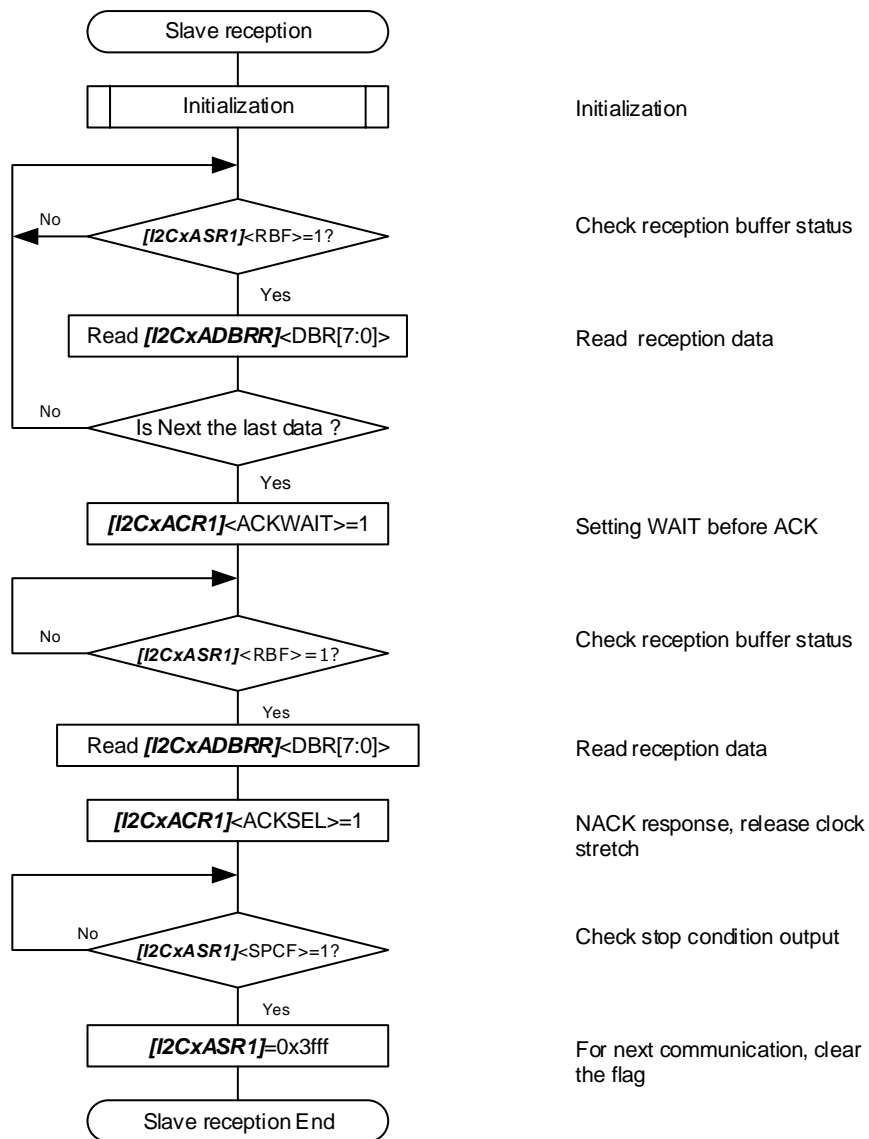 Slave reception
Initialization
Initialization
No
[I2CxASR1]<RBF>=1?
Check reception buffer status
Yes
Read [I2CxADBRR]<DBR[7:0]>
Read reception data
No
Is Next the last data ?
Yes
[I2CxACR1]<ACKWAIT>=1
Setting WAIT before ACK
No
[I2CxASR1]<RBF>=1?
Check reception buffer status
Yes
Read [I2CxADBRR]<DBR[7:0]>
Read reception data
[I2CxACR1]<ACKSEL>=1
NACK response, release clock
stretch
No
[I2CxASR1]<SPCF>=1?
Check stop condition output
Yes
[I2CxASR1]=0x3fff
For next communication, clear
the flag
Slave reception End